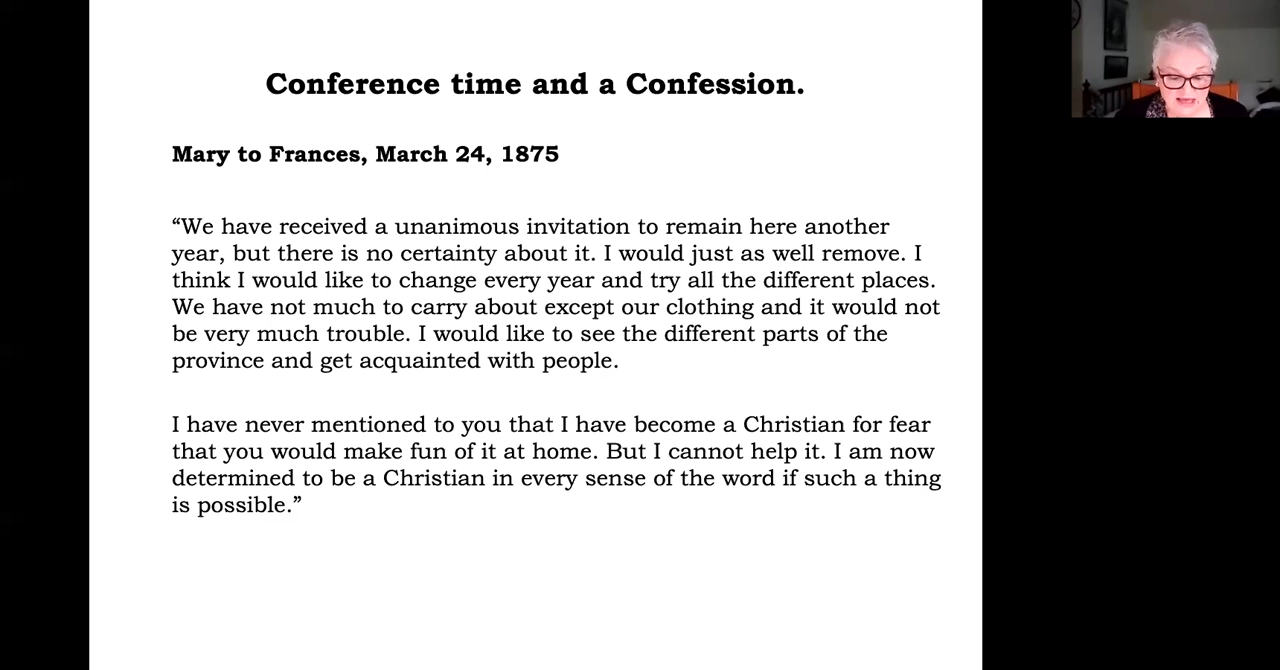 Conference time and a Confession.
Mary to Frances, March 24, 1875
“We have received a unanimous invitation to remain here another
year, but there is no certainty about it. I would just as well remove. I
think I would like to change every year and try all the different places.
We have not much to carry about except our clothing and it would not
be very much trouble. I would like to see the different parts of the
province and get acquainted with people.
I have never mentioned to you that I have become a Christian for fear
that you would make fun of it at home. But I cannot help it. I am now
determined to be a Christian in every sense of the word if such a thing
is possible.”